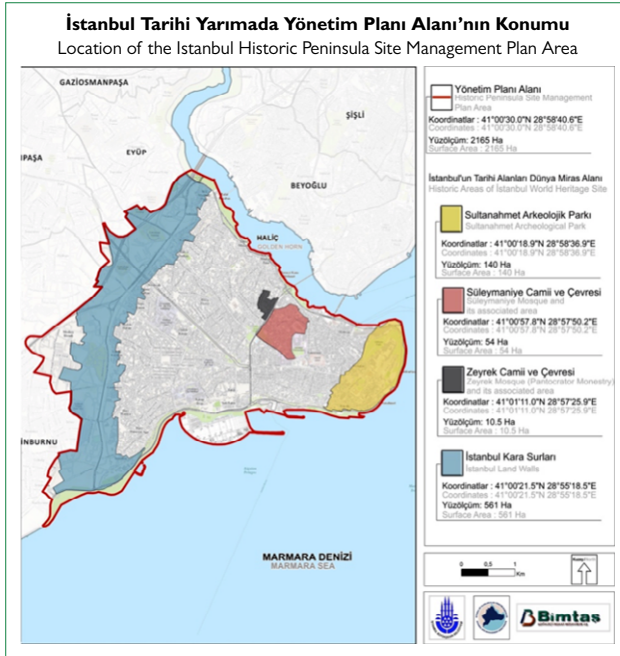 İstanbul Tarihi Yarımada Yönetim Planı Alanı'nın Konumu
Location of the Istanbul Historic Peninsula Site Management Plan Area
GAZİOSMANPAŞA
ŞİŞLİ
EYÜP
PAŞA
BEYOĞLU
HALİÇ
GOLDEN HORN
İNBURNU
MARMARA DENİZİ
MARMARA SEA
Yönetim Planı Alanı
Historic Peninsula Site Management
Plan Area
Koordinatlar : 41°00'30.0"N 28°58'40.6"E
Coordinates : 41°00'30.0"N 28°58'40.6"E
Yüzölçüm: 2165 Ha
Surface Area : 2165 Ha
İstanbul'un Tarihi Alanları Dünya Miras Alanı
Historic Areas of İstanbul World Heritage Site
Sultanahmet Arkeolojik Parkı
Sultanahmet Archeological Park
Koordinatlar : 41°00'18.9"N 28°58'36.9"E
Coordinates : 41°00'18.9"N 28°58'36.9"E
Yüzölçüm: 140 Ha
Surface Area : 140 Ha
Süleymaniye Camii ve Çevresi
Süleymaniye Mosque and
its associated area
Koordinatlar : 41°00'57.8"N 28°57'50.2"E
Coordinates : 41°00'57.8"N 28°57'50.2"E
Yüzölçüm: 54 Ha
Surface Area : 54 Ha
Zeyrek Camii ve Çevresi
Zeyrek Mosque (Pantocrator Monestry)
and its associated area
Koordinatlar : 41°01'11.0"N 28°57'25.9"E
Coordinates : 41°01'11.0"N 28°57'25.9"E
Yüzölçüm: 10.5 Ha
Surface Area : 10.5 Ha
İstanbul Kara Surları
İstanbul Land Walls
Koordinatlar : 41°00'21.5"N 28°55'18.5"E
Coordinates : 41°00'21.5"N 28°55'18.5"E
Yüzölçüm: 561 Ha
Surface Area : 561 Ha
0 0.5 1
Km
Bimtas